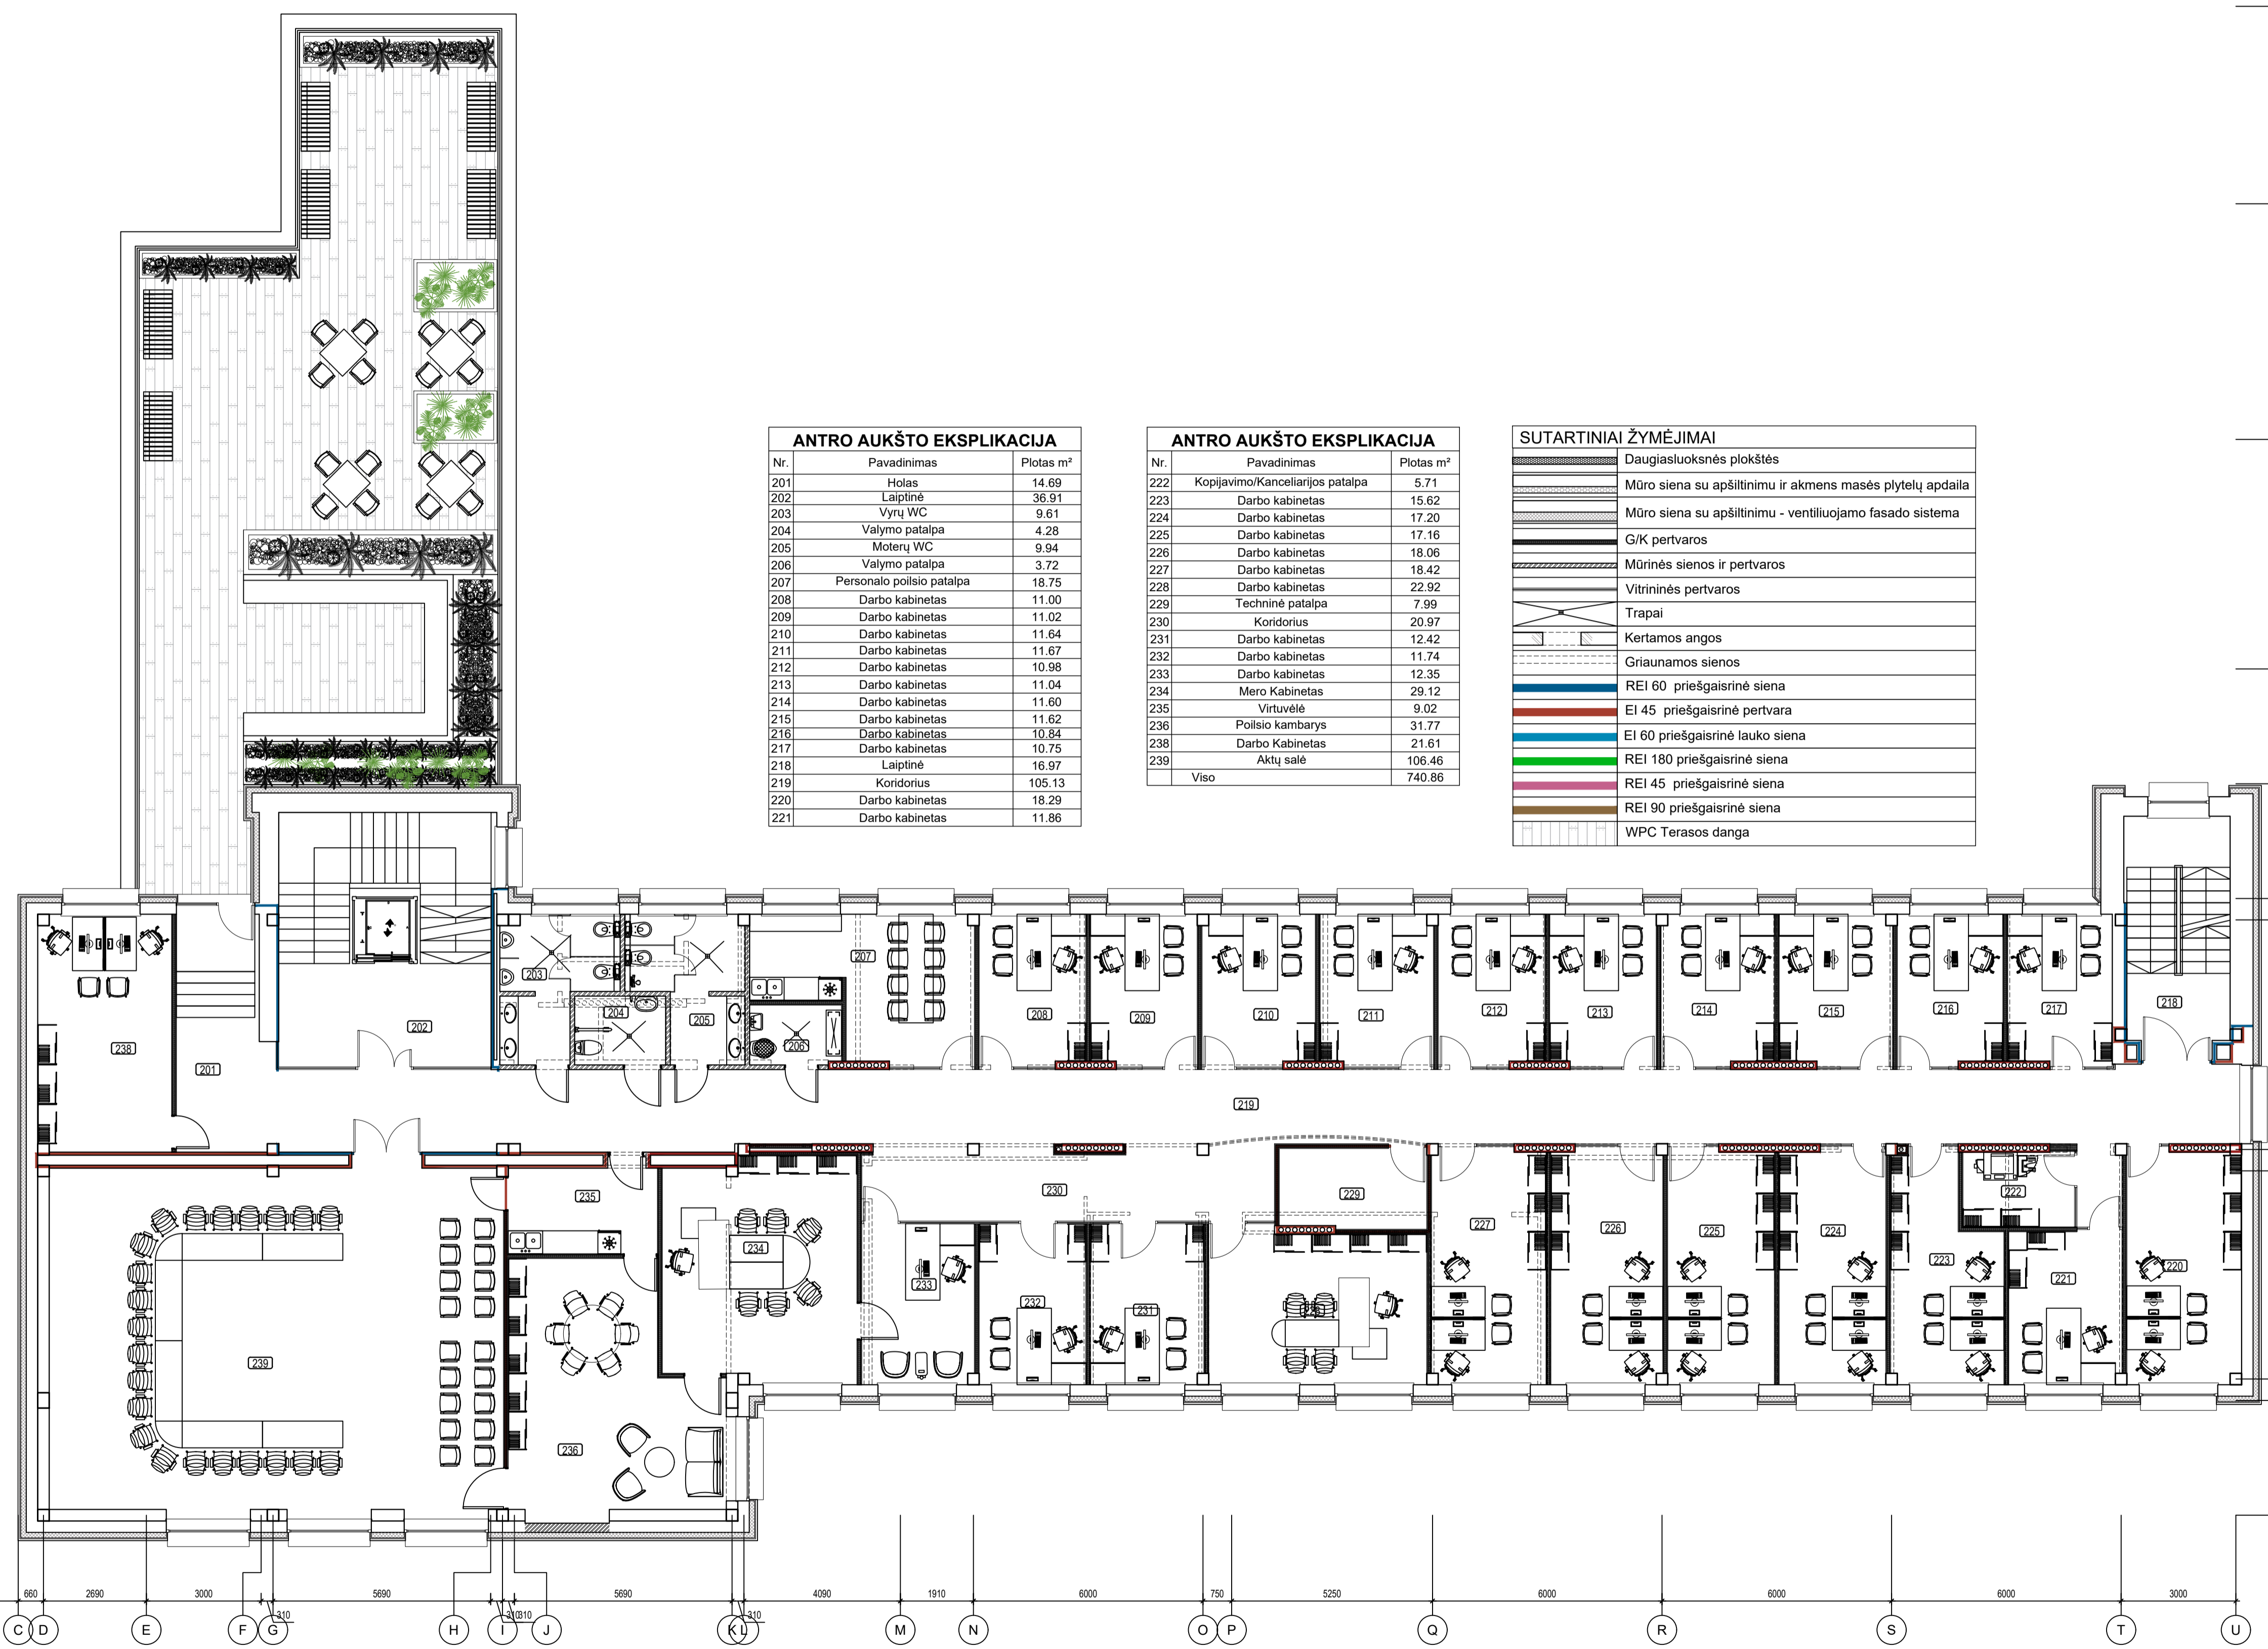 ANTRO AUKŠTO EKSPLIKACIJA
Nr. Pavadinimas Plotas m²
201 Holas 14.69
202 Laiptinė 36.91
203 Vyrų WC 9.61
204 Valymo patalpa 4.28
205 Moterų WC 9.94
206 Valymo patalpa 3.72
207 Personalo poilsio patalpa 18.75
208 Darbo kabinetas 11.00
209 Darbo kabinetas 11.02
210 Darbo kabinetas 11.64
211 Darbo kabinetas 11.67
212 Darbo kabinetas 10.98
213 Darbo kabinetas 11.04
214 Darbo kabinetas 11.60
215 Darbo kabinetas 11.62
216 Darbo kabinetas 10.84
217 Darbo kabinetas 10.75
218 Laiptinė 16.97
219 Koridorius 105.13
220 Darbo kabinetas 18.29
221 Darbo kabinetas 11.86
ANTRO AUKŠTO EKSPLIKACIJA
Nr. Pavadinimas Plotas m²
222 Kopijavimo/Kanceliarijos patalpa 5.71
223 Darbo kabinetas 15.62
224 Darbo kabinetas 17.20
225 Darbo kabinetas 17.16
226 Darbo kabinetas 18.06
227 Darbo kabinetas 18.42
228 Darbo kabinetas 22.92
229 Techninė patalpa 7.99
230 Koridorius 20.97
231 Darbo kabinetas 12.42
232 Darbo kabinetas 11.74
233 Darbo kabinetas 12.35
234 Mero Kabinetas 29.12
235 Virtuvėlė 9.02
236 Poilsio kambarys 31.77
238 Darbo Kabinetas 21.61
239 Aktų salė 106.46
Viso 740.86
SUTARTINIAI ŽYMĖJIMAI
Daugiasluoksnės plokštės
Mūro siena su apšiltinimu ir akmens masės plytelų apdaila
Mūro siena su apšiltinimu - ventiliuojamo fasado sistema
G/K pertvaros
Mūrinės sienos ir pertvaros
Vitrininės pertvaros
Trapai
Kertamos angos
Griaunamos sienos
REI 60 priešgaisrinė siena
EI 45 priešgaisrinė pertvara
EI 60 priešgaisrinė lauko siena
REI 180 priešgaisrinė siena
REI 45 priešgaisrinė siena
REI 90 priešgaisrinė siena
WPC Terasos danga
207
203
204
205
206
208
209
210
211
212
213
214
215
216
217
218
202
238
201
219
235
230
229
222
234
233
232
231
227
226
225
224
223
221
220
239
236
660 2690 3000 310 5690 310 310 5690 310 4090 1910 6000 750 5250 6000 6000 6000 3000
C D E F G H I J K L M N O P Q R S T U